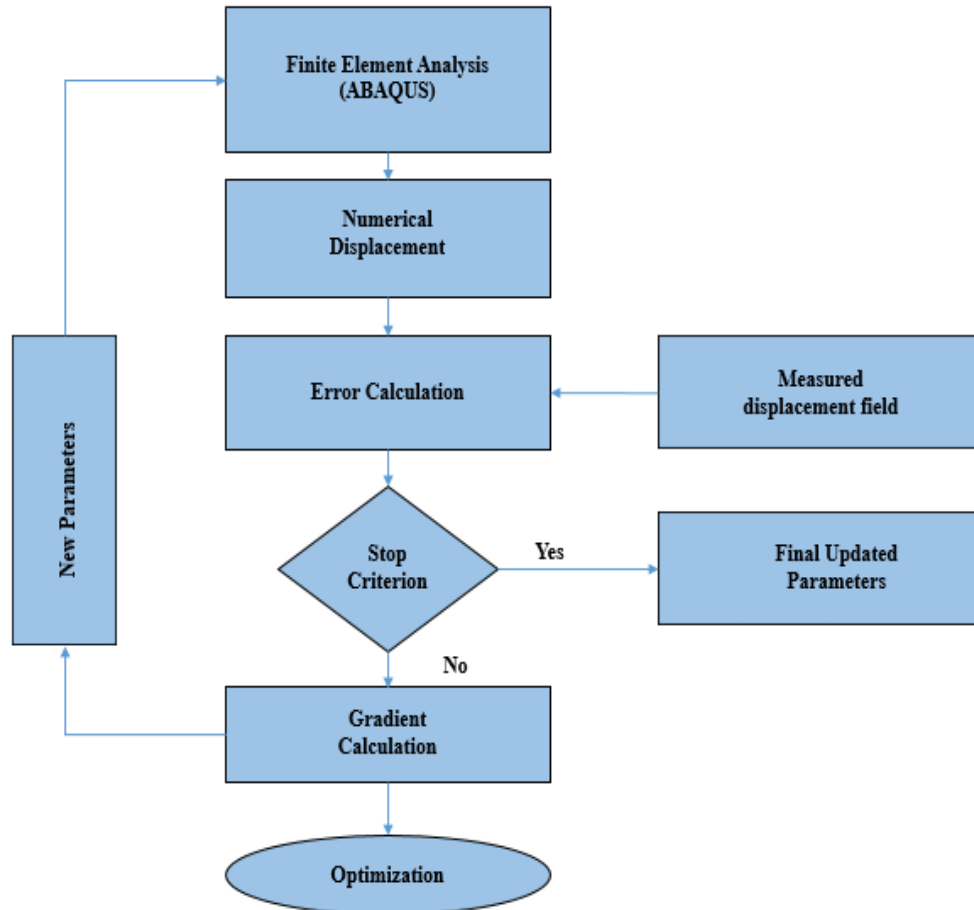 Finite Element Analysis
(ABAQUS)
Numerical
Displacement
Error Calculation
Measured
displacement field
New Parameters
Stop
Criterion
Yes
Final Updated
Parameters
No
Gradient
Calculation
Optimization